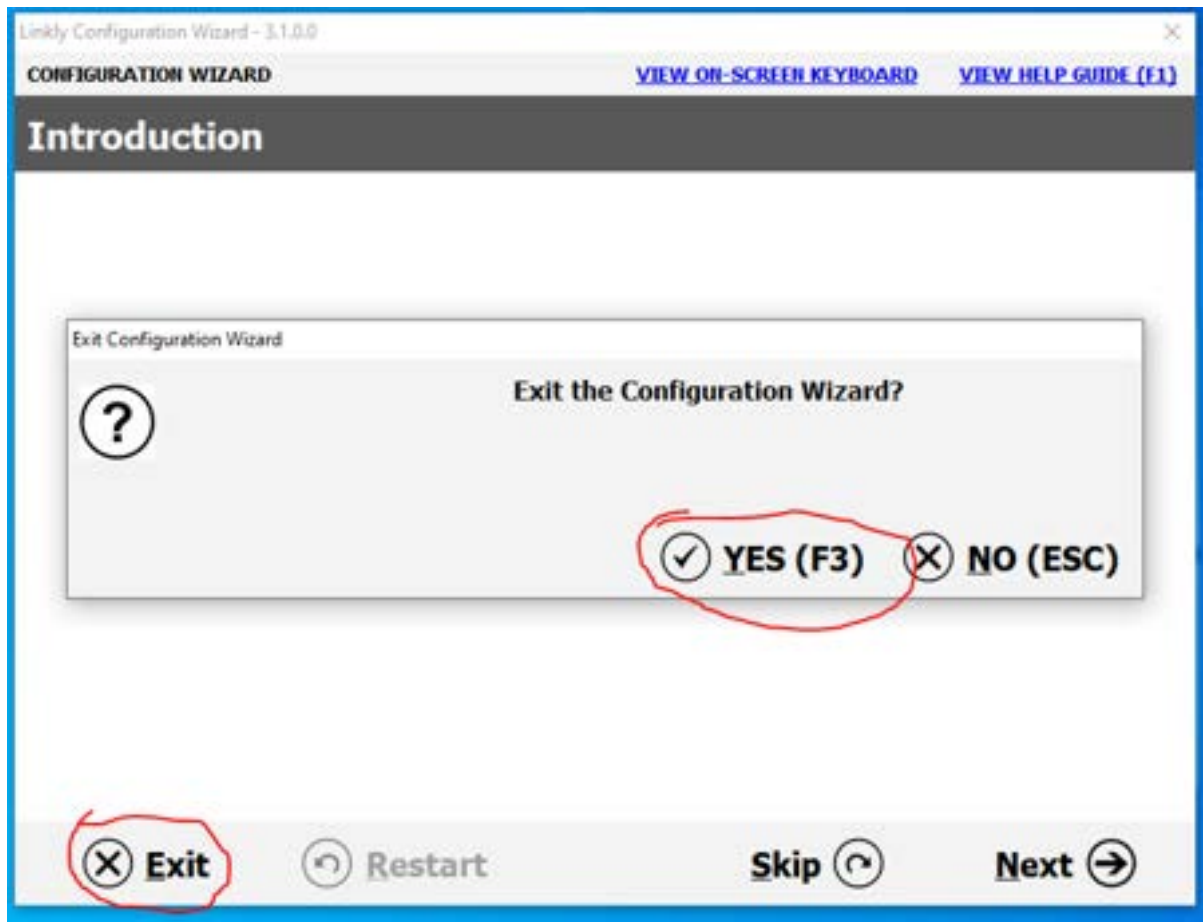 Linkly Configuration Wizard - 3.1.0.0
CONFIGURATION WIZARD VIEW ON-SCREEN KEYBOARD VIEW HELP GUIDE (F1)
Introduction
Exit Configuration Wizard
Exit the Configuration Wizard?
YES (F3) NO (ESC)
Exit Restart Skip Next